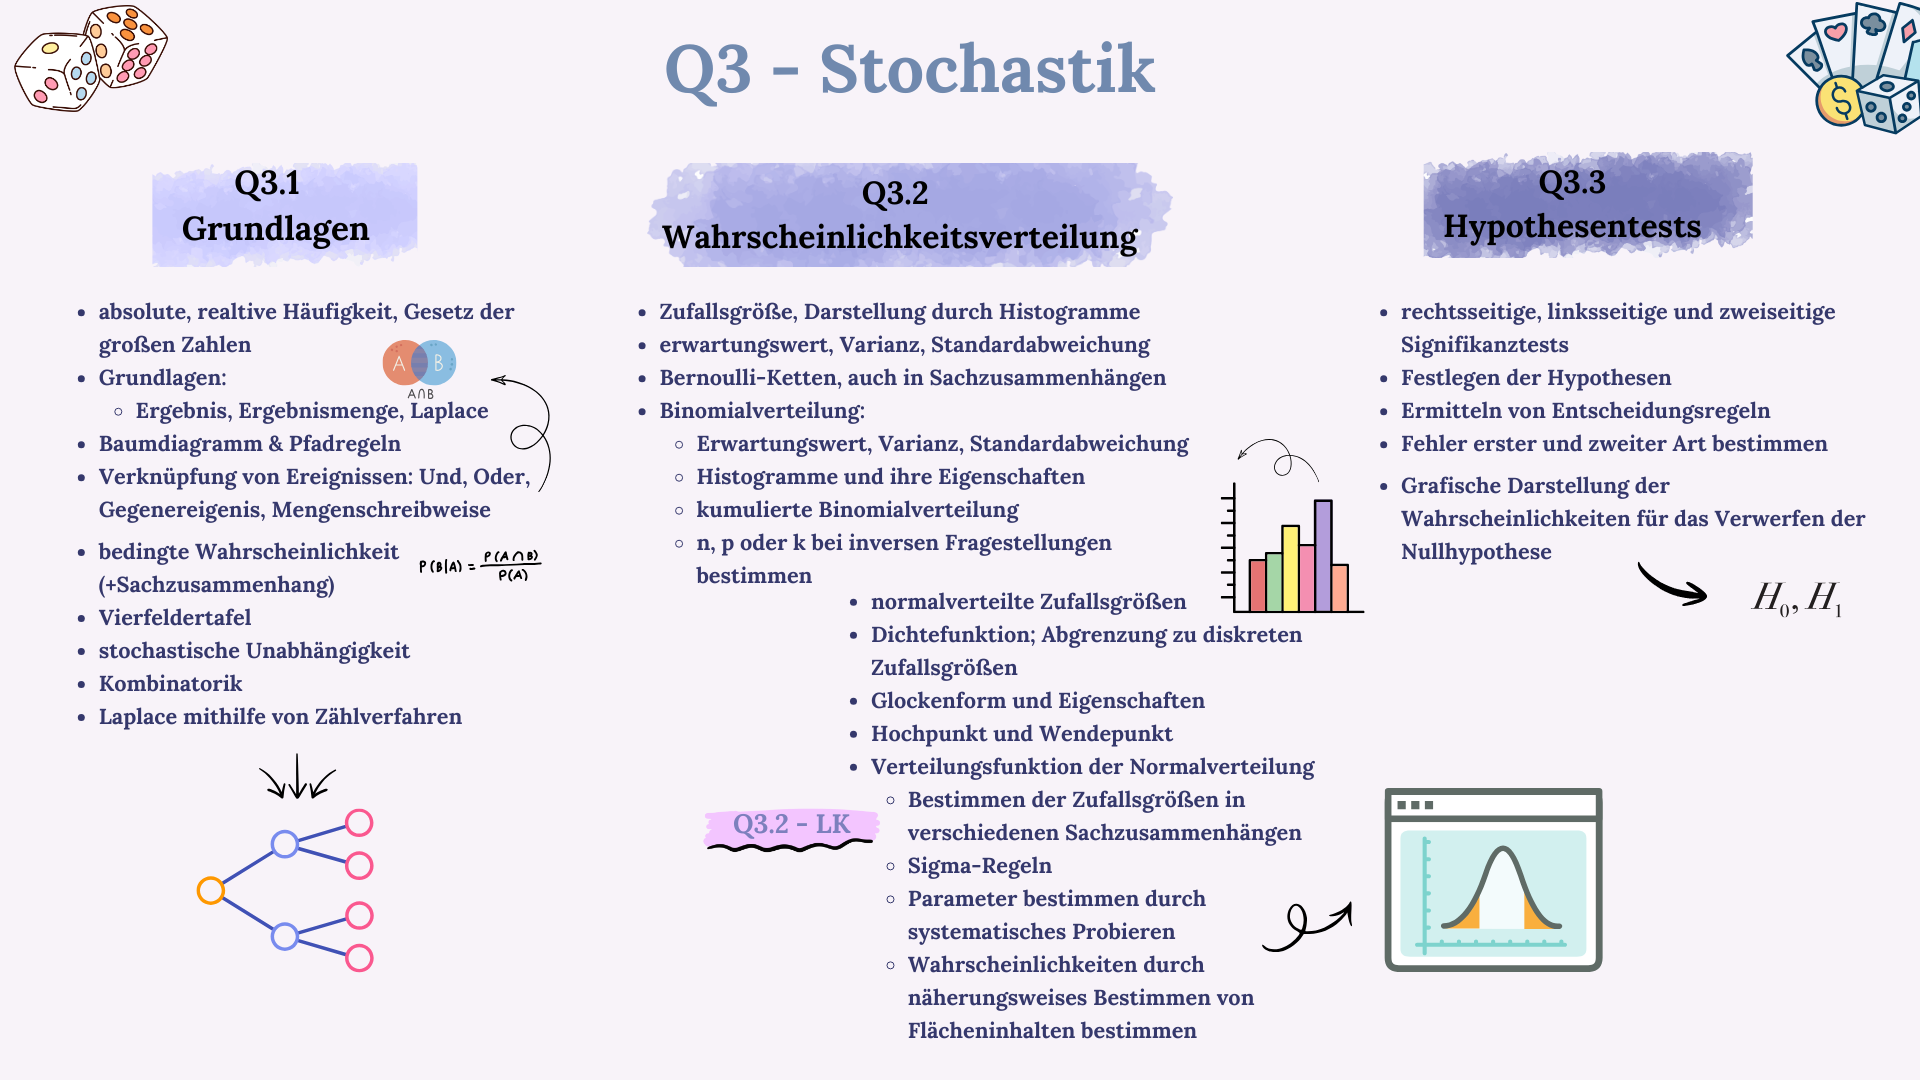 Q3 - Stochastik
Q3.1
Grundlagen
absolute, realtive Häufigkeit, Gesetz der
großen Zahlen
Grundlagen:
Ergebnis, Ergebnismenge, Laplace
Baumdiagramm & Pfadregeln
Verknüpfung von Ereignissen: Und, Oder,
Gegenereigenis, Mengenschreibweise
bedingte Wahrscheinlichkeit
(+Sachzusammenhang)
Vierfeldertafel
stochastische Unabhängigkeit
Kombinatorik
Laplace mithilfe von Zählverfahren
A B
A∩B
P(B|A) = P(A∩B)
P(A)
Q3.2
Wahrscheinlichkeitsverteilung
Zufallsgröße, Darstellung durch Histogramme
erwartungswert, Varianz, Standardabweichung
Bernoulli-Ketten, auch in Sachzusammenhängen
Binomialverteilung:
Erwartungswert, Varianz, Standardabweichung
Histogramme und ihre Eigenschaften
kumulierte Binomialverteilung
n, p oder k bei inversen Fragestellungen
bestimmen
Q3.2 - LK
normalverteilte Zufallsgrößen
Dichtefunktion; Abgrenzung zu diskreten
Zufallsgrößen
Glockenform und Eigenschaften
Hochpunkt und Wendepunkt
Verteilungsfunktion der Normalverteilung
Bestimmen der Zufallsgrößen in
verschiedenen Sachzusammenhängen
Sigma-Regeln
Parameter bestimmen durch
systematisches Probieren
Wahrscheinlichkeiten durch
näherungsweises Bestimmen von
Flächeninhalten bestimmen
Q3.3
Hypothesentests
rechtsseitige, linksseitige und zweiseitige
Signifikanztests
Festlegen der Hypothesen
Ermitteln von Entscheidungsregeln
Fehler erster und zweiter Art bestimmen
Grafische Darstellung der
Wahrscheinlichkeiten für das Verwerfen der
Nullhypothese
H₀, H₁
$